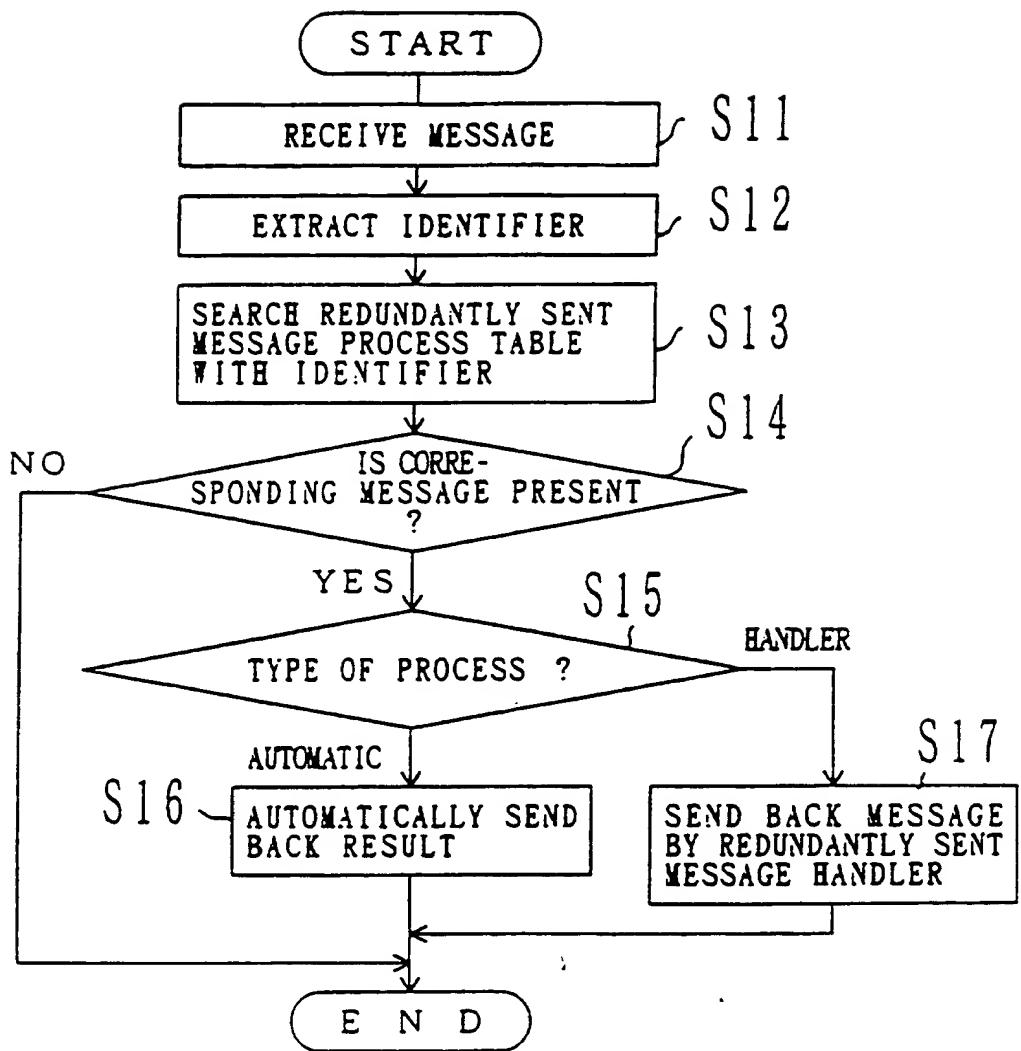 START
RECEIVE MESSAGE
S11
EXTRACT IDENTIFIER
S12
SEARCH REDUNDANTLY SENT
MESSAGE PROCESS TABLE
WITH IDENTIFIER
S13
S14
IS CORRE-
SPONDING MESSAGE PRESENT
?
NO
YES
S15
TYPE OF PROCESS ?
HANDLER
AUTOMATIC
S16
AUTOMATICALLY SEND
BACK RESULT
S17
SEND BACK MESSAGE
BY REDUNDANTLY SENT
MESSAGE HANDLER
END